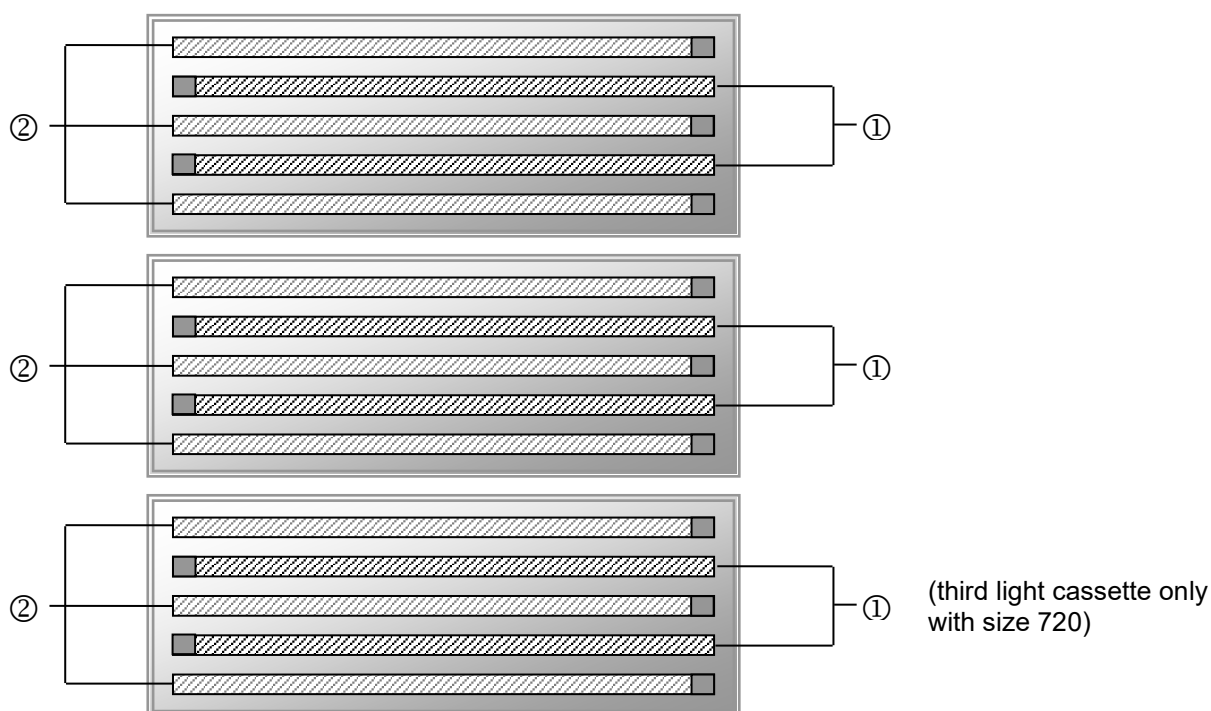 ② ①
② ①
② ① (third light cassette only
with size 720)